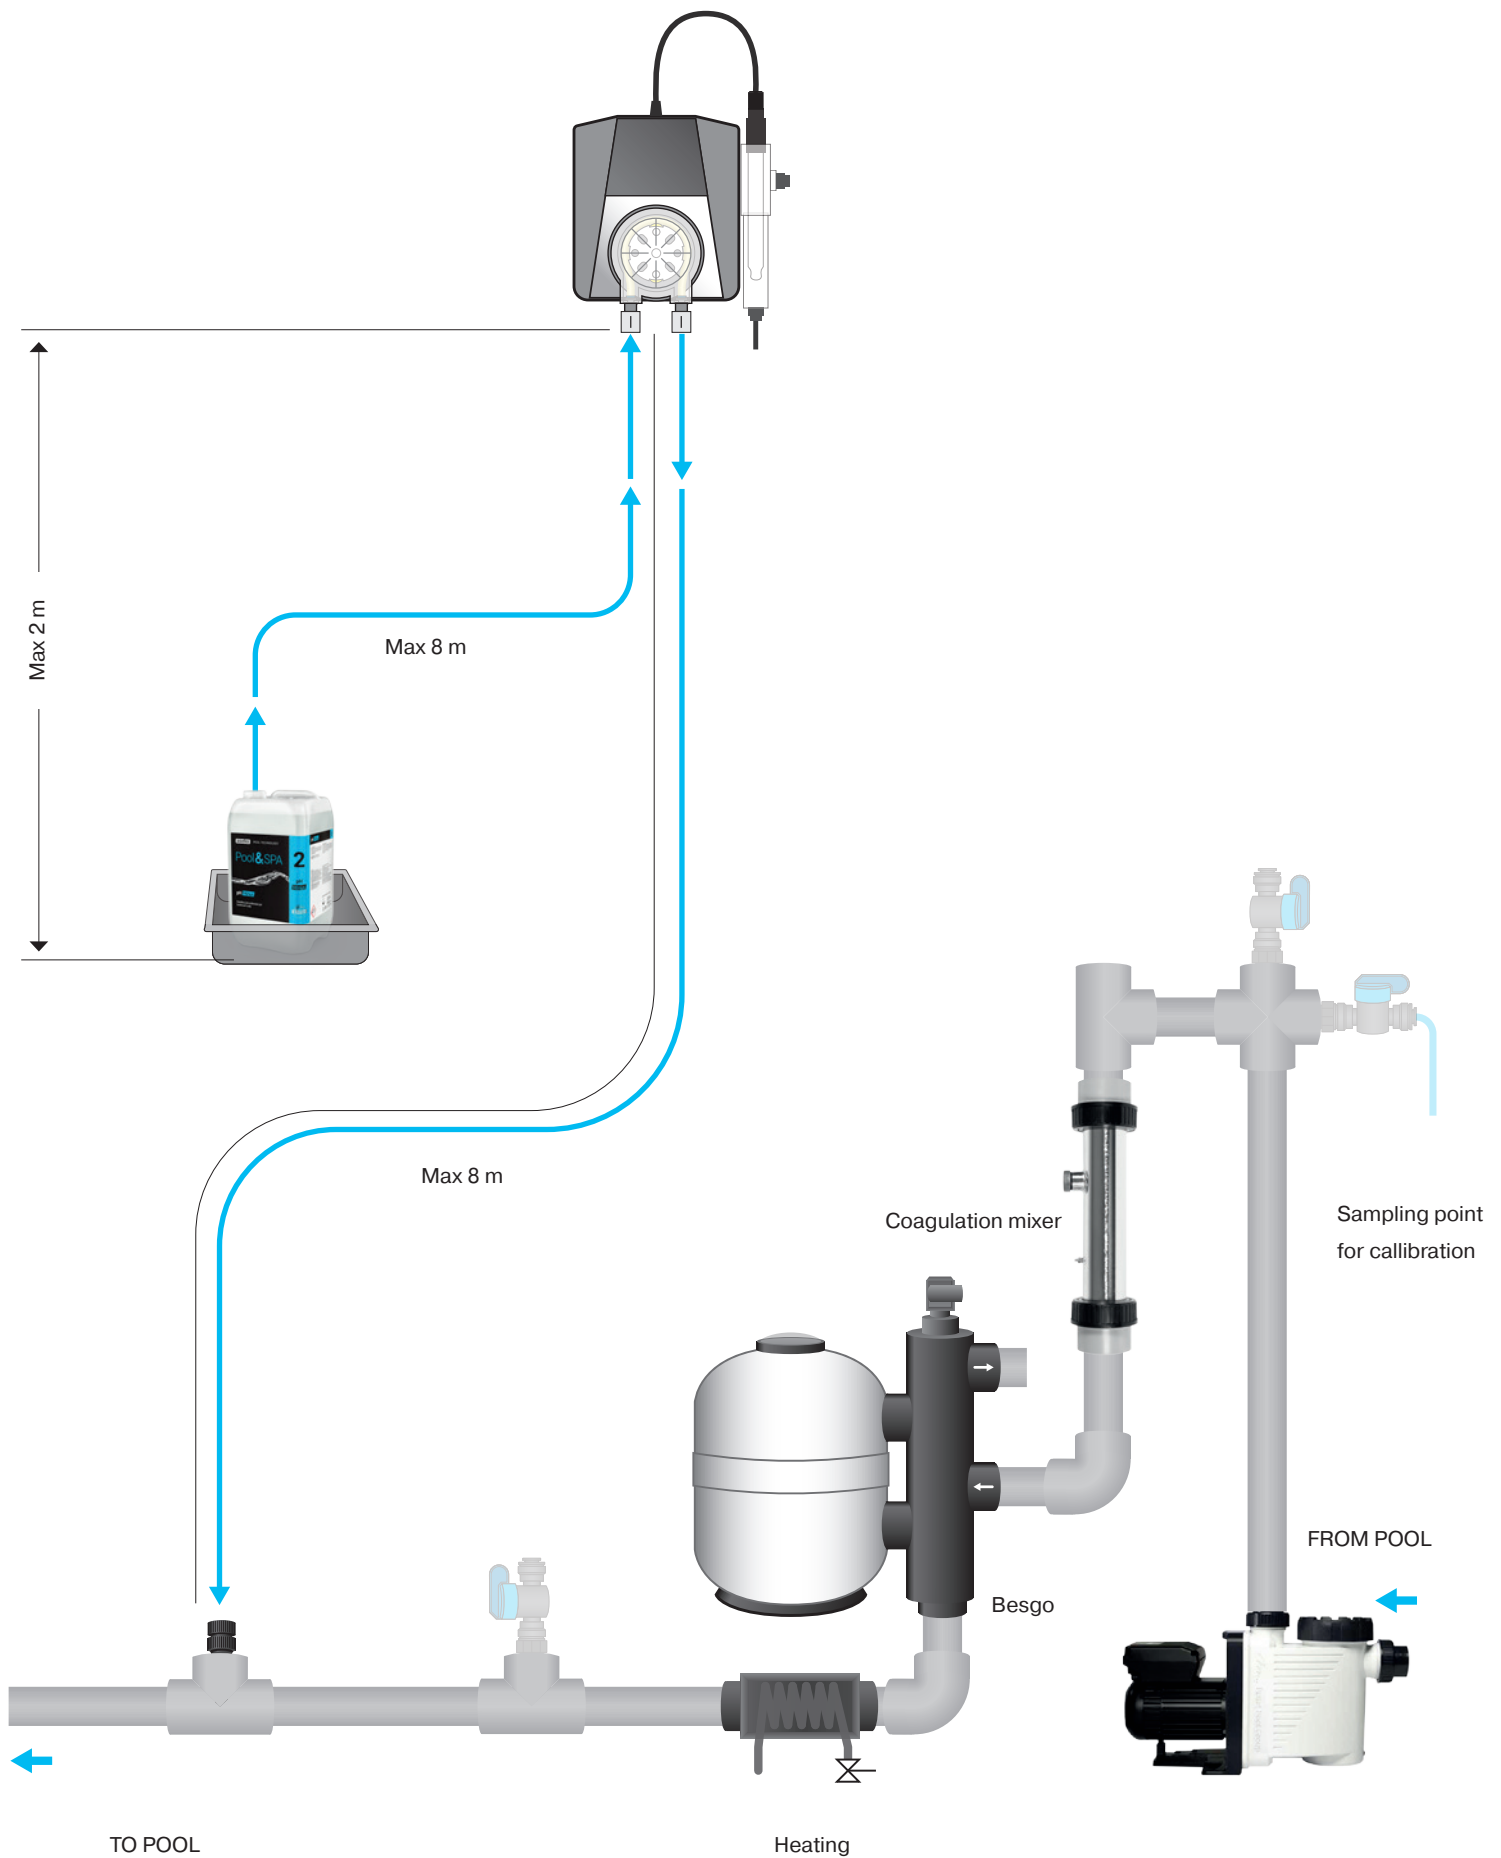 Max 2 m
Max 8 m
Pool&SPA
2
pH
Max 8 m
Coagulation mixer
Sampling point
for callibration
FROM POOL
Besgo
TO POOL
Heating